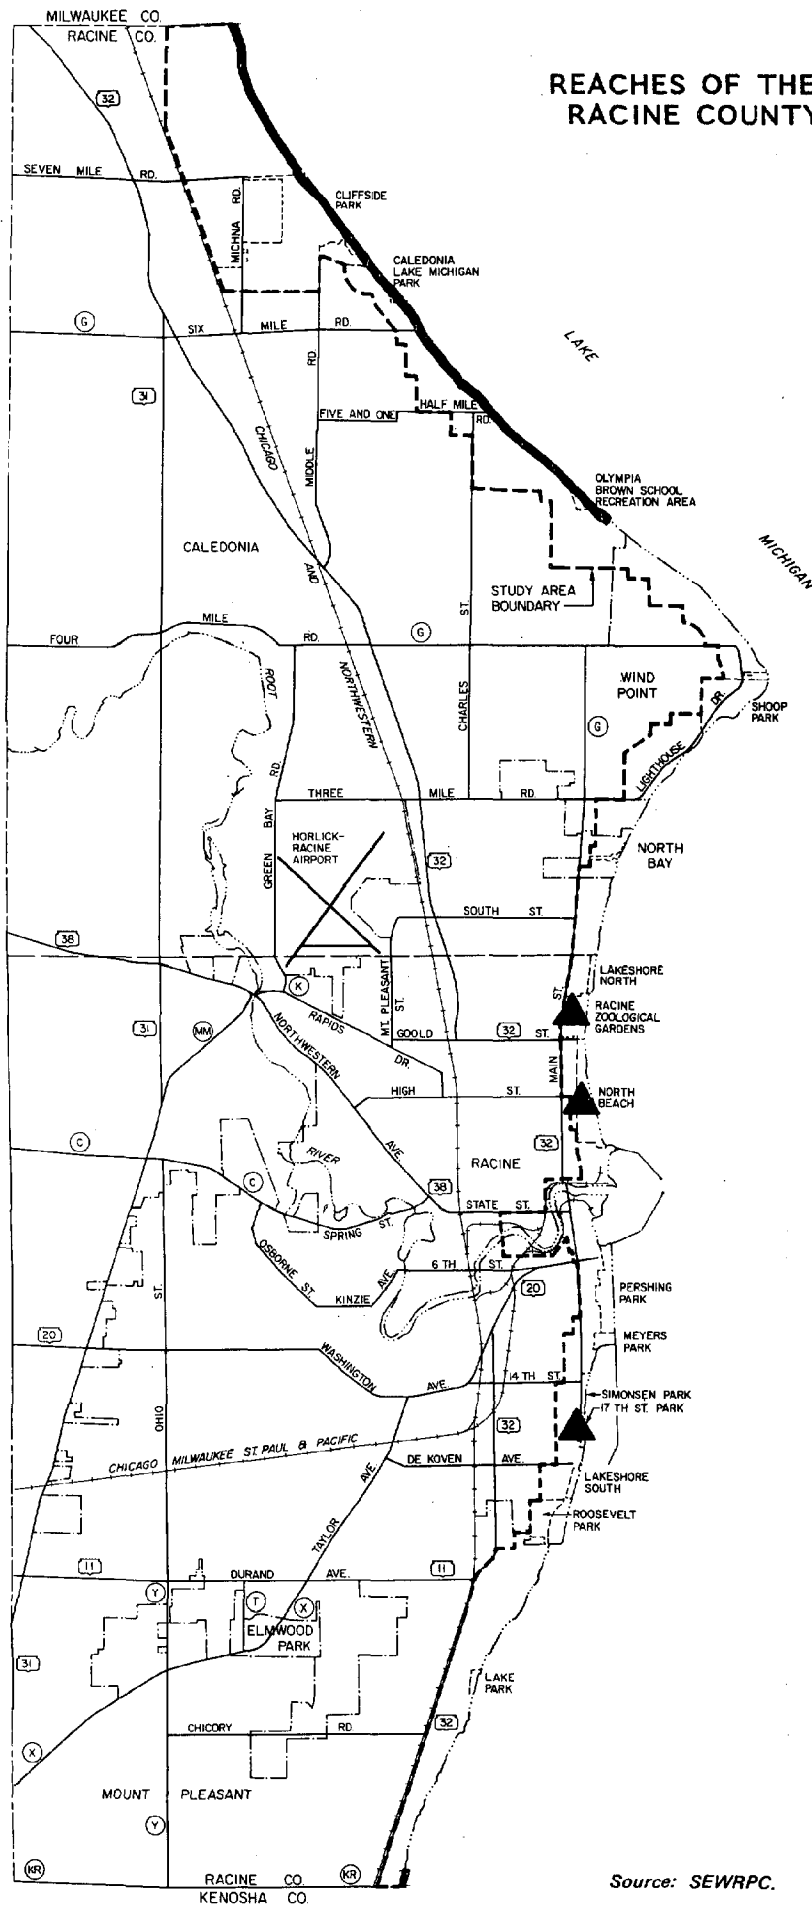 MILWAUKEE CO.
RACINE CO.
REACHES OF THE
RACINE COUNTY
32
SEVEN MILE RD.
MICHNA RD.
CLIFFSIDE
PARK
CALEDONIA
LAKE MICHIGAN
PARK
G
SIX MILE RD.
LAKE
31
CHICAGO
AND
NORTHWESTERN
MIDDLE RD.
FIVE AND ONE
HALF MILE
RD.
OLYMPIA
BROWN SCHOOL
RECREATION AREA
MICHIGAN
CALEDONIA
STUDY AREA
BOUNDARY
FOUR MILE RD.
G
ROOT
CHARLES ST.
WIND
POINT
G
LIGHTHOUSE DR.
SHOOP
PARK
THREE MILE RD.
GREEN BAY RD.
HORLICK-
RACINE
AIRPORT
32
NORTH
BAY
SOUTH ST.
38
LAKESHORE
NORTH
K
RAPIDS DR.
MT. PLEASANT ST.
31
MM
NORTHWESTERN AVE.
GOOLD ST.
32
MAIN ST.
RACINE
ZOOLOGICAL
GARDENS
HIGH ST.
NORTH
BEACH
C
RIVER
RACINE
32
C
38
STATE ST.
SPRING ST.
OSBORNE ST.
KINZIE AVE.
6 TH ST.
20
PERSHING
PARK
MEYERS
PARK
20
WASHINGTON AVE.
14 TH ST.
SIMONSEN PARK
17 TH ST. PARK
OHIO ST.
32
CHICAGO MILWAUKEE ST. PAUL & PACIFIC
DE KOVEN AVE.
LAKESHORE
SOUTH
ROOSEVELT
PARK
TAYLOR AVE.
11
DURAND AVE.
11
Y
T
X
ELMWOOD
PARK
31
LAKE
PARK
CHICORY RD.
32
X
MOUNT PLEASANT
Y
KR
RACINE CO.
KENOSHA CO.
KR
Source: SEWRPC.